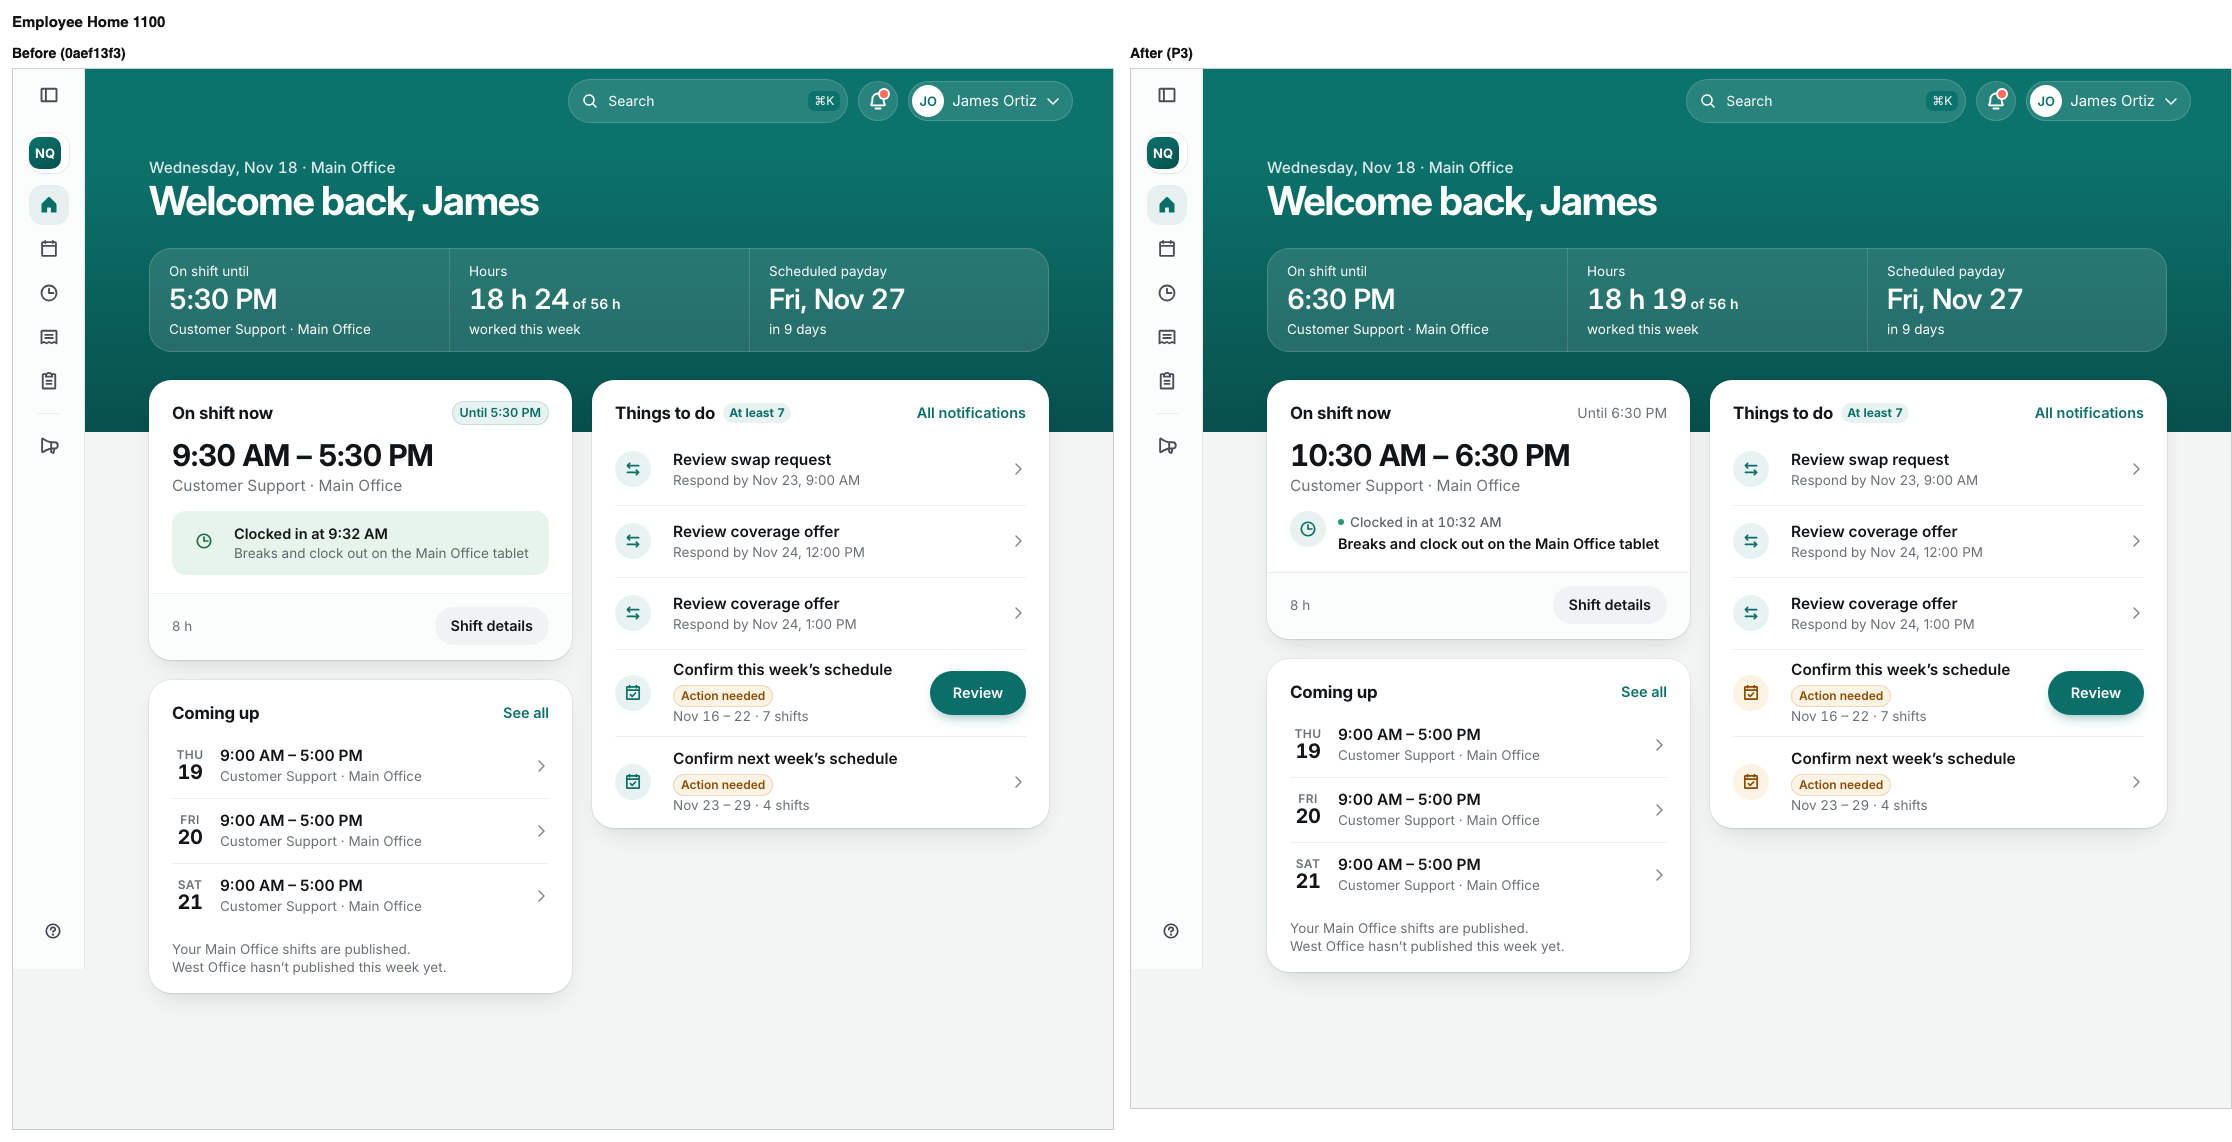 Employee Home 1100
Before (0aef13f3)
NQ
Search
⌘K
JO
James Ortiz
Wednesday, Nov 18 · Main Office
Welcome back, James
On shift until
5:30 PM
Customer Support · Main Office
Hours
18 h 24 of 56 h
worked this week
Scheduled payday
Fri, Nov 27
in 9 days
On shift now
Until 5:30 PM
9:30 AM – 5:30 PM
Customer Support · Main Office
Clocked in at 9:32 AM
Breaks and clock out on the Main Office tablet
8 h
Shift details
Coming up
See all
THU
19
9:00 AM – 5:00 PM
Customer Support · Main Office
FRI
20
9:00 AM – 5:00 PM
Customer Support · Main Office
SAT
21
9:00 AM – 5:00 PM
Customer Support · Main Office
Your Main Office shifts are published.
West Office hasn’t published this week yet.
Things to do
At least 7
All notifications
Review swap request
Respond by Nov 23, 9:00 AM
Review coverage offer
Respond by Nov 24, 12:00 PM
Review coverage offer
Respond by Nov 24, 1:00 PM
Confirm this week’s schedule
Action needed
Nov 16 – 22 · 7 shifts
Review
Confirm next week’s schedule
Action needed
Nov 23 – 29 · 4 shifts
After (P3)
NQ
Search
⌘K
JO
James Ortiz
Wednesday, Nov 18 · Main Office
Welcome back, James
On shift until
6:30 PM
Customer Support · Main Office
Hours
18 h 19 of 56 h
worked this week
Scheduled payday
Fri, Nov 27
in 9 days
On shift now
Until 6:30 PM
10:30 AM – 6:30 PM
Customer Support · Main Office
Clocked in at 10:32 AM
Breaks and clock out on the Main Office tablet
8 h
Shift details
Coming up
See all
THU
19
9:00 AM – 5:00 PM
Customer Support · Main Office
FRI
20
9:00 AM – 5:00 PM
Customer Support · Main Office
SAT
21
9:00 AM – 5:00 PM
Customer Support · Main Office
Your Main Office shifts are published.
West Office hasn’t published this week yet.
Things to do
At least 7
All notifications
Review swap request
Respond by Nov 23, 9:00 AM
Review coverage offer
Respond by Nov 24, 12:00 PM
Review coverage offer
Respond by Nov 24, 1:00 PM
Confirm this week’s schedule
Action needed
Nov 16 – 22 · 7 shifts
Review
Confirm next week’s schedule
Action needed
Nov 23 – 29 · 4 shifts